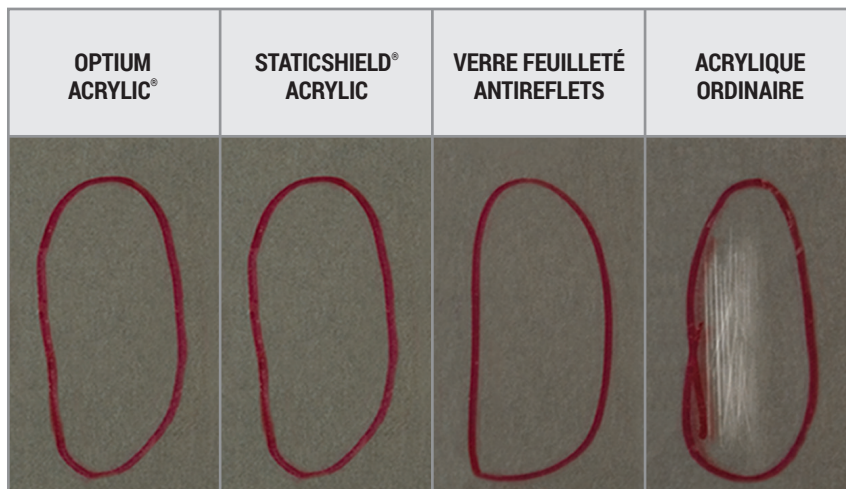 OPTIUM
ACRYLIC®
STATICSHIELD®
ACRYLIC
VERRE FEUILLETÉ
ANTIREFLETS
ACRYLIQUE
ORDINAIRE